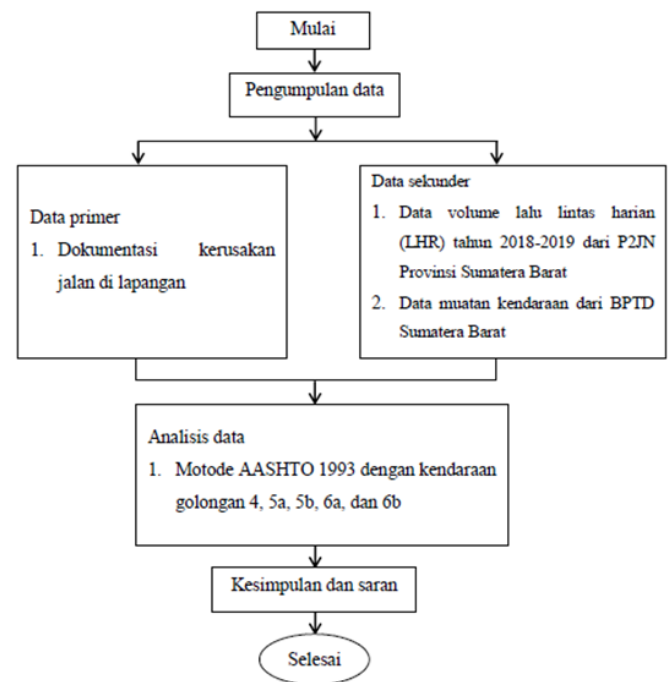 Mulai
Pengumpulan data
Data primer
1. Dokumentasi kerusakan
jalan di lapangan
Data sekunder
1. Data volume lalu lintas harian
(LHR) tahun 2018-2019 dari P2JN
Provinsi Sumatera Barat
2. Data muatan kendaraan dari BPTD
Sumatera Barat
Analisis data
1. Motode AASHTO 1993 dengan kendaraan
golongan 4, 5a, 5b, 6a, dan 6b
Kesimpulan dan saran
Selesai